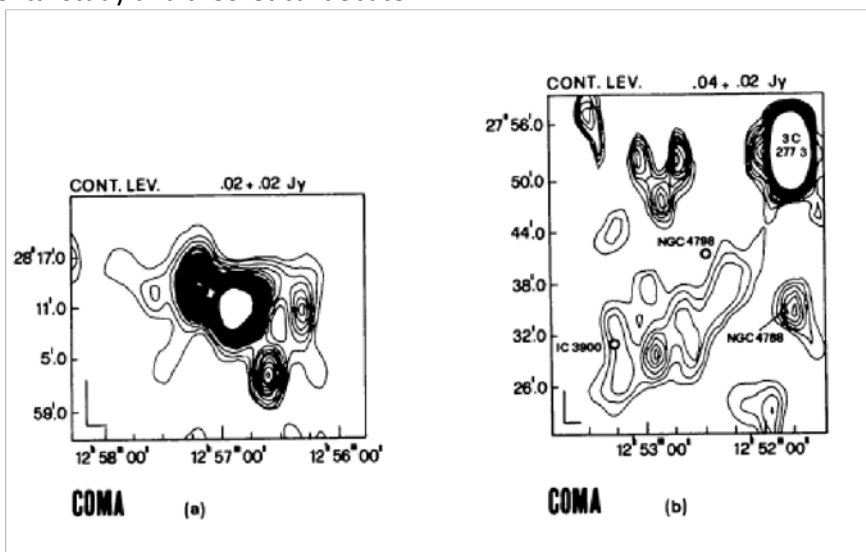 CONT. LEV. .02 + .02 Jy
28° 17'.0
11'.0
5'.0
59'.0
12ʰ58ᵐ00ˢ 12ʰ57ᵐ00ˢ 12ʰ56ᵐ00ˢ
COMA (a)
CONT. LEV. .04 + .02 Jy
27° 56'.0
50'.0
44'.0
38'.0
32'.0
26'.0
3C
277 3
NGC 4798
IC 3900
NGC 4788
12ʰ53ᵐ00ˢ 12ʰ52ᵐ00ˢ
COMA (b)